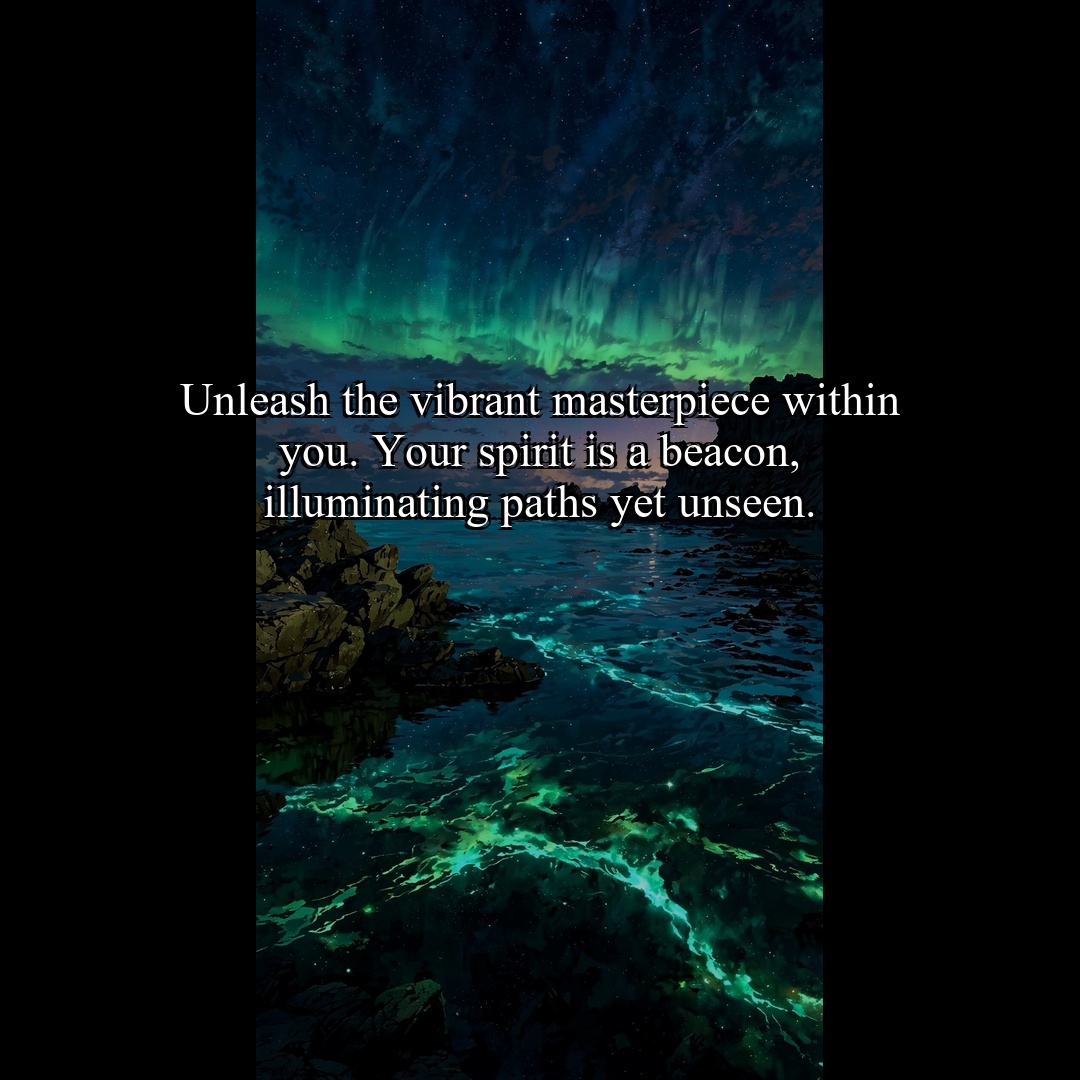 Unleash the vibrant masterpiece within
you. Your spirit is a beacon,
illuminating paths yet unseen.